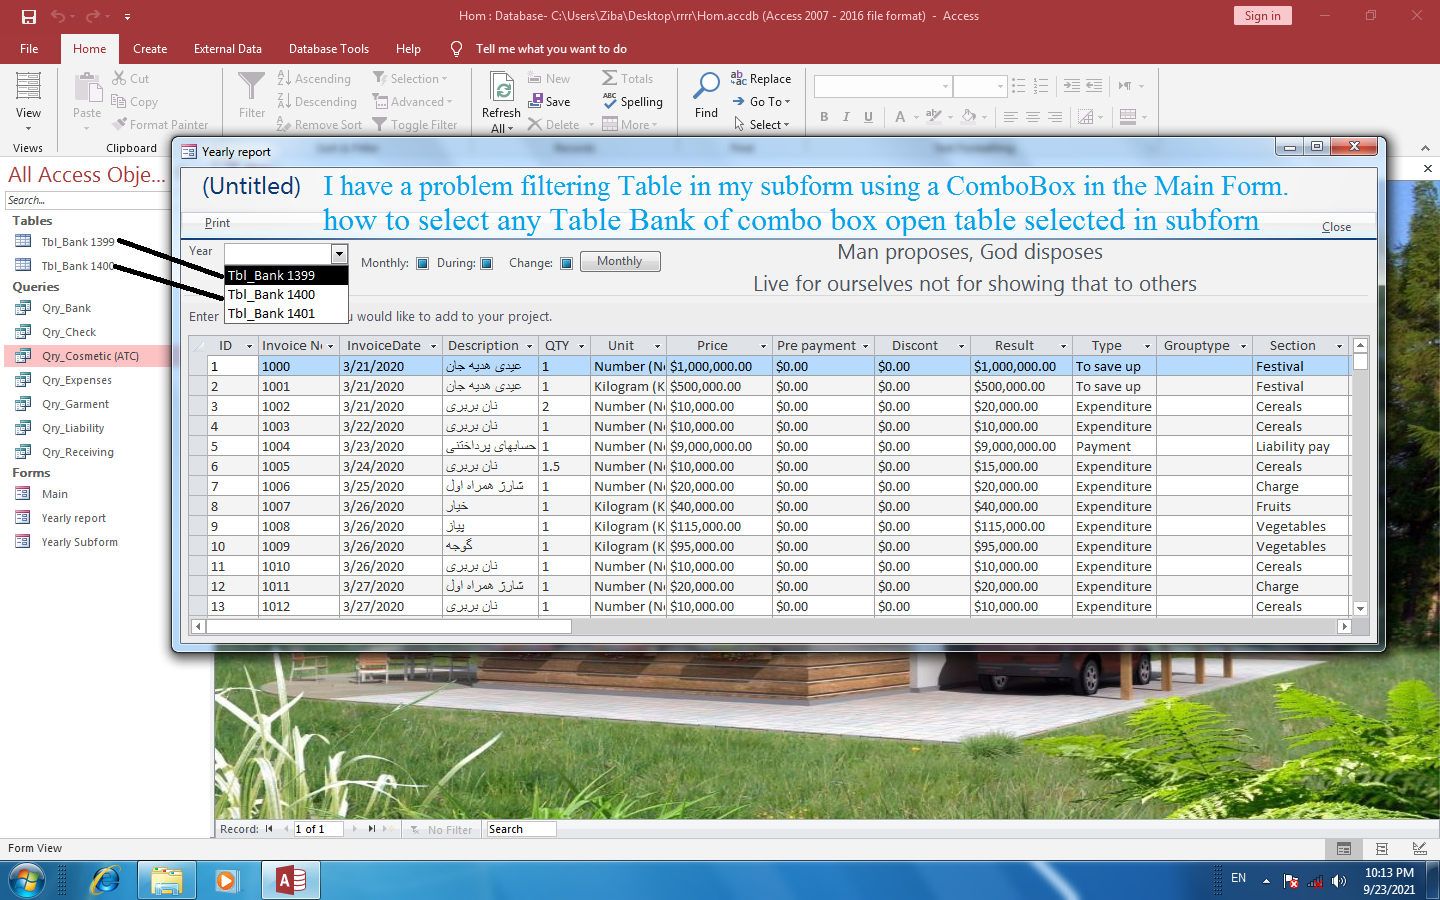 Hom : Database- C:\Users\Ziba\Desktop\rrrr\Hom.accdb (Access 2007 - 2016 file format) - Access
Sign in
File Home Create External Data Database Tools Help Tell me what you want to do
View
Views
Paste
Cut
Copy
Format Painter
Clipboard
Filter
Ascending
Descending
Remove Sort
Selection
Advanced
Toggle Filter
Sort & Filter
Refresh
All
New
Save
Delete
Totals
Spelling
More
Records
Find
Replace
Go To
Select
Find
B I U A
Text Formatting
All Access Obje...
Search...
Tables
Tbl_Bank 1399
Tbl_Bank 1400
Queries
Qry_Bank
Qry_Check
Qry_Cosmetic (ATC)
Qry_Expenses
Qry_Garment
Qry_Liability
Qry_Receiving
Forms
Main
Yearly report
Yearly Subform
Yearly report
(Untitled)
I have a problem filtering Table in my subform using a ComboBox in the Main Form.
how to select any Table Bank of combo box open table selected in subforn
Print
Close
Year
Tbl_Bank 1399
Tbl_Bank 1400
Tbl_Bank 1401
Monthly: During: Change: Monthly
Man proposes, God disposes
Live for ourselves not for showing that to others
Enter u would like to add to your project.
ID Invoice No InvoiceDate Description QTY Unit Price Pre payment Discont Result Type Grouptype Section
1 1000 3/21/2020 عیدی هدیه جان 1 Number (No $1,000,000.00 $0.00 $0.00 $1,000,000.00 To save up Festival
2 1001 3/21/2020 عیدی هدیه جان 1 Kilogram (K $500,000.00 $0.00 $0.00 $500,000.00 To save up Festival
3 1002 3/21/2020 نان بربری 2 Number (No $10,000.00 $0.00 $0.00 $20,000.00 Expenditure Cereals
4 1003 3/22/2020 نان بربری 1 Number (No $10,000.00 $0.00 $0.00 $10,000.00 Expenditure Cereals
5 1004 3/23/2020 حسابهای پرداختنی 1 Number (No $9,000,000.00 $0.00 $0.00 $9,000,000.00 Payment Liability pay
6 1005 3/24/2020 نان بربری 1.5 Number (No $10,000.00 $0.00 $0.00 $15,000.00 Expenditure Cereals
7 1006 3/25/2020 شارژ همراه اول 1 Number (No $20,000.00 $0.00 $0.00 $20,000.00 Expenditure Charge
8 1007 3/26/2020 خیار 1 Kilogram (K $40,000.00 $0.00 $0.00 $40,000.00 Expenditure Fruits
9 1008 3/26/2020 پیاز 1 Kilogram (K $115,000.00 $0.00 $0.00 $115,000.00 Expenditure Vegetables
10 1009 3/26/2020 گوجه 1 Kilogram (K $95,000.00 $0.00 $0.00 $95,000.00 Expenditure Vegetables
11 1010 3/26/2020 نان بربری 1 Number (No $10,000.00 $0.00 $0.00 $10,000.00 Expenditure Cereals
12 1011 3/27/2020 شارژ همراه اول 1 Number (No $20,000.00 $0.00 $0.00 $20,000.00 Expenditure Charge
13 1012 3/27/2020 نان بربری 1 Number (No $10,000.00 $0.00 $0.00 $10,000.00 Expenditure Cereals
Record: 1 of 1 No Filter Search
Form View
EN
10:13 PM
9/23/2021